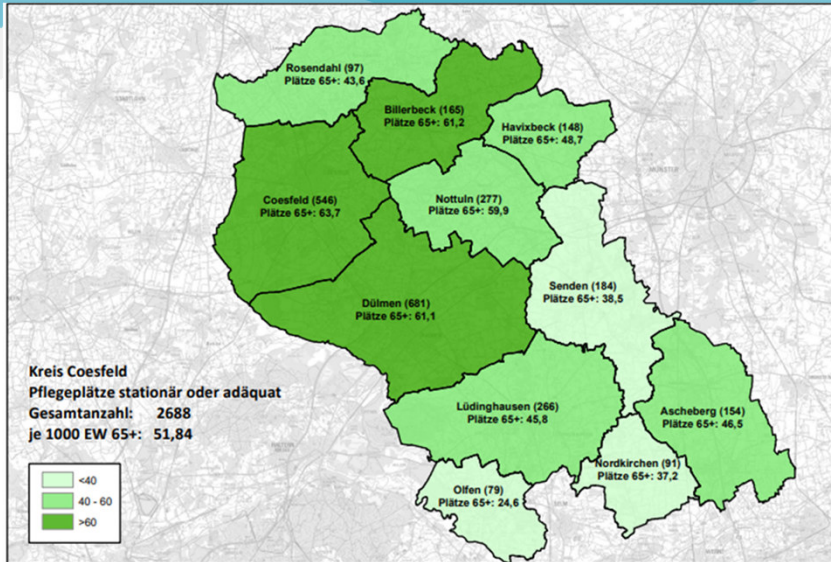 Rosendahl (97)
Plätze 65+: 43,6
Billerbeck (165)
Plätze 65+: 61,2
Havixbeck (148)
Plätze 65+: 48,7
Coesfeld (546)
Plätze 65+: 63,7
Nottuln (277)
Plätze 65+: 59,9
Senden (184)
Plätze 65+: 38,5
Dülmen (681)
Plätze 65+: 61,1
Lüdinghausen (266)
Plätze 65+: 45,8
Ascheberg (154)
Plätze 65+: 46,5
Nordkirchen (91)
Plätze 65+: 37,2
Olfen (79)
Plätze 65+: 24,6
Kreis Coesfeld
Pflegeplätze stationär oder adäquat
Gesamtanzahl: 2688
je 1000 EW 65+: 51,84
<40
40 - 60
>60